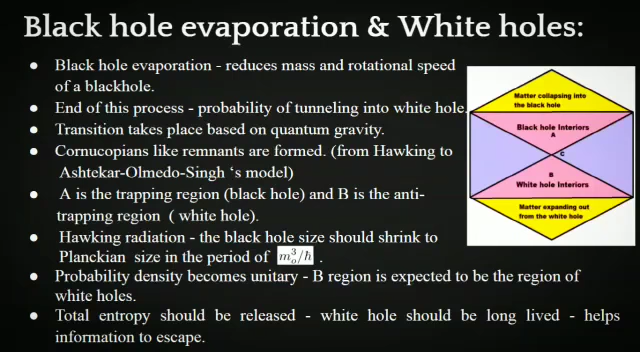 Black hole evaporation & White holes:
● Black hole evaporation - reduces mass and rotational speed
of a blackhole.
● End of this process - probability of tunneling into white hole.
● Transition takes place based on quantum gravity.
● Cornucopians like remnants are formed. (from Hawking to
Ashtekar-Olmedo-Singh ‘s model)
● A is the trapping region (black hole) and B is the anti-
trapping region ( white hole).
● Hawking radiation - the black hole size should shrink to
Planckian size in the period of m_o^3/ħ .
● Probability density becomes unitary - B region is expected to be the region of
white holes.
● Total entropy should be released - white hole should be long lived - helps
information to escape.
Matter collapsing into
the black hole
Black hole Interiors
A
C
B
White hole Interiors
Matter expanding out
from the white hole